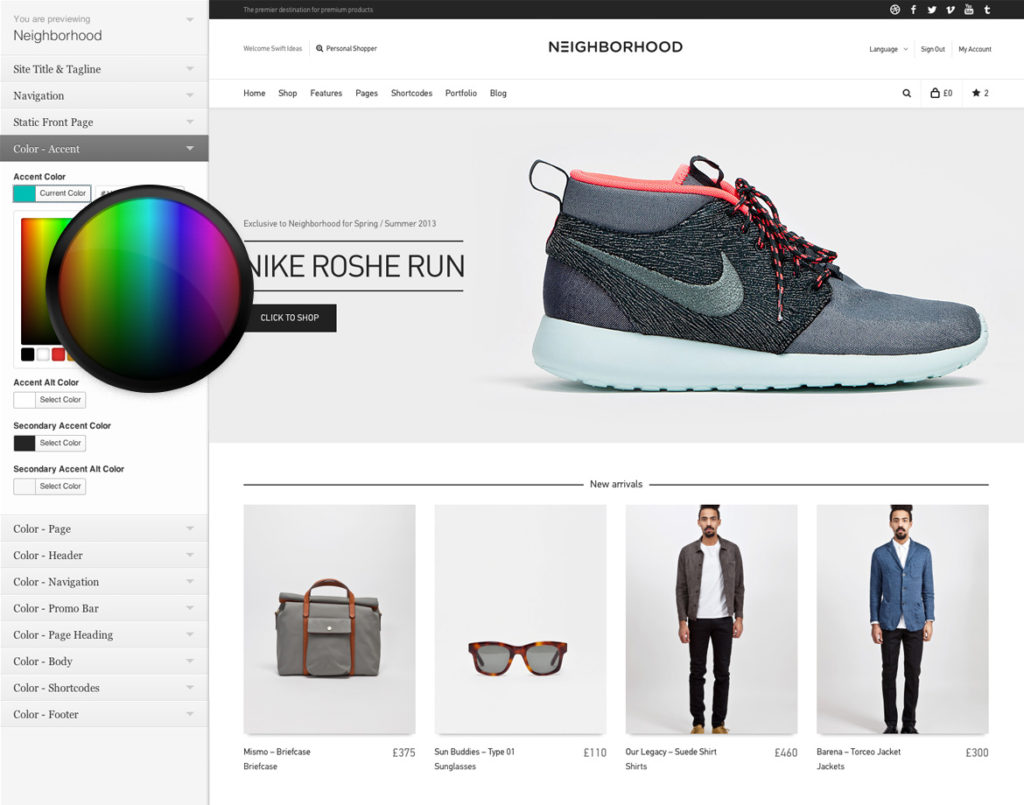 You are previewing
Neighborhood
Site Title & Tagline
Navigation
Static Front Page
Color - Accent
Accent Color
Current Color
Accent Alt Color
Select Color
Secondary Accent Color
Select Color
Secondary Accent Alt Color
Select Color
Color - Page
Color - Header
Color - Navigation
Color - Promo Bar
Color - Page Heading
Color - Body
Color - Shortcodes
Color - Footer
The premier destination for premium products
Welcome Swift Ideas Personal Shopper
NEIGHBORHOOD
Language Sign Out My Account
Home Shop Features Pages Shortcodes Portfolio Blog £0 2
Exclusive to Neighborhood for Spring / Summer 2013
NIKE ROSHE RUN
CLICK TO SHOP
New arrivals
Mismo – Briefcase £375
Briefcase
Sun Buddies – Type 01 £110
Sunglasses
Our Legacy – Suede Shirt £460
Shirts
Barena – Torceo Jacket £300
Jackets